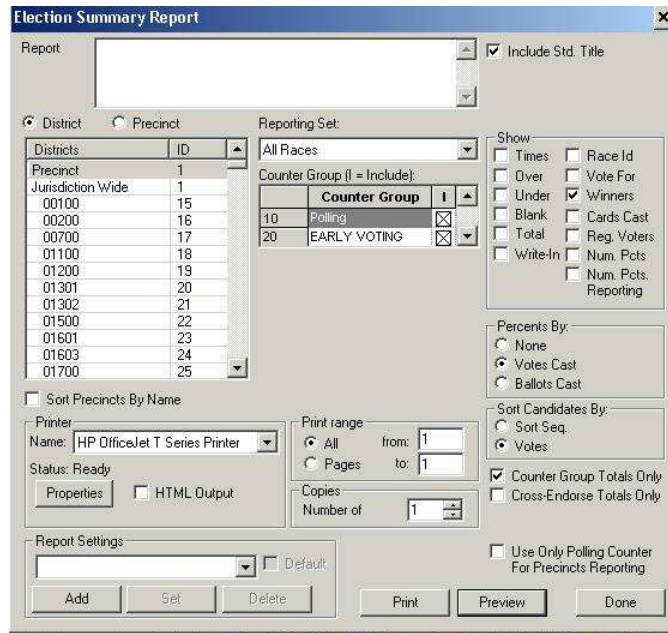 Election Summary Report
Report
Include Std. Title
District Precinct
Districts ID
Precinct 1
Jurisdiction Wide 1
00100 15
00200 16
00700 17
01100 18
01200 19
01301 20
01302 21
01500 22
01601 23
01603 24
01700 25
Sort Precincts By Name
Reporting Set:
All Races
Counter Group (I = Include):
Counter Group I
10 Polling
20 EARLY VOTING
Show
Times Race Id
Over Vote For
Under Winners
Blank Cards Cast
Total Reg. Voters
Write-In Num. Pcts
Num. Pcts.
Reporting
Percents By:
None
Votes Cast
Ballots Cast
Sort Candidates By:
Sort Seq.
Votes
Printer
Name: HP OfficeJet T Series Printer
Status: Ready
Properties HTML Output
Print range
All from: 1
Pages to: 1
Copies
Number of 1
Counter Group Totals Only
Cross-Endorse Totals Only
Report Settings
Default
Add Set Delete
Use Only Polling Counter
For Precincts Reporting
Print Preview Done